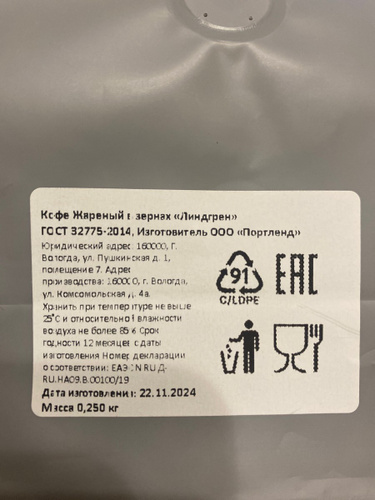 Кофе Жареный в зернах «Линдгрен»
ГОСТ 32775-2014, Изготовитель ООО «Портленд»
Юридический адрес: 160000, Г.
Вологда, ул. Пушкинская д. 1,
помещение 7. Адрес
производства: 160000, г. Вологда,
ул. Комсомольская д. 4а.
Хранить при температуре не выше
25°С и относительной влажности
воздуха не более 85% Срок
годности 12 месяцев с даты
изготовления Номер декларации
о соответствии: ЕАЭС N RU Д-
RU.НА09.В.00100/19
Дата изготовления: 22.11.2024
Масса 0,250 кг
91
C/LDPE
EAC